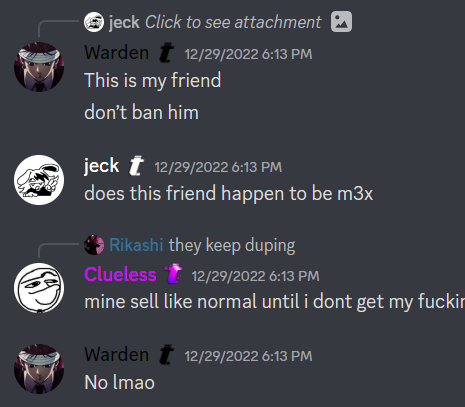 jeck Click to see attachment
Warden 12/29/2022 6:13 PM
This is my friend
don’t ban him
jeck 12/29/2022 6:13 PM
does this friend happen to be m3x
Rikashi they keep duping
Clueless 12/29/2022 6:13 PM
mine sell like normal until i dont get my
Warden 12/29/2022 6:13 PM
No lmao